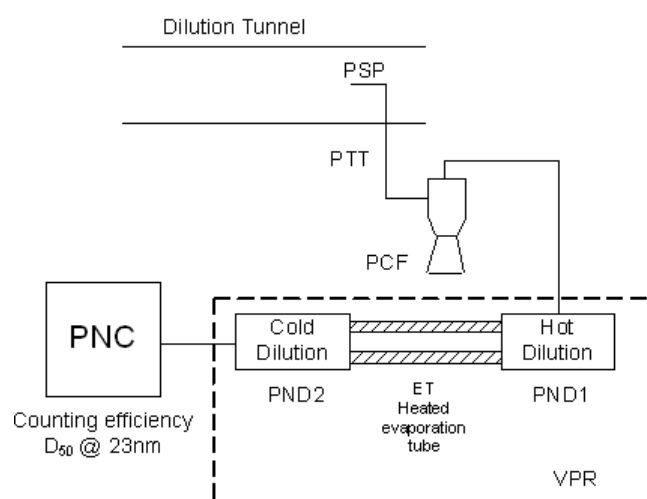 Dilution Tunnel
PSP
PTT
PCF
PNC
Counting efficiency
D₅₀ @ 23nm
Cold
Dilution
PND2
ET
Heated
evaporation
tube
Hot
Dilution
PND1
VPR